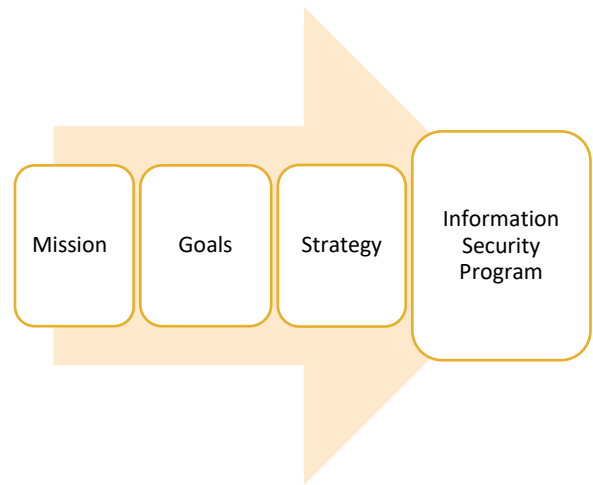 Mission
Goals
Strategy
Information
Security
Program